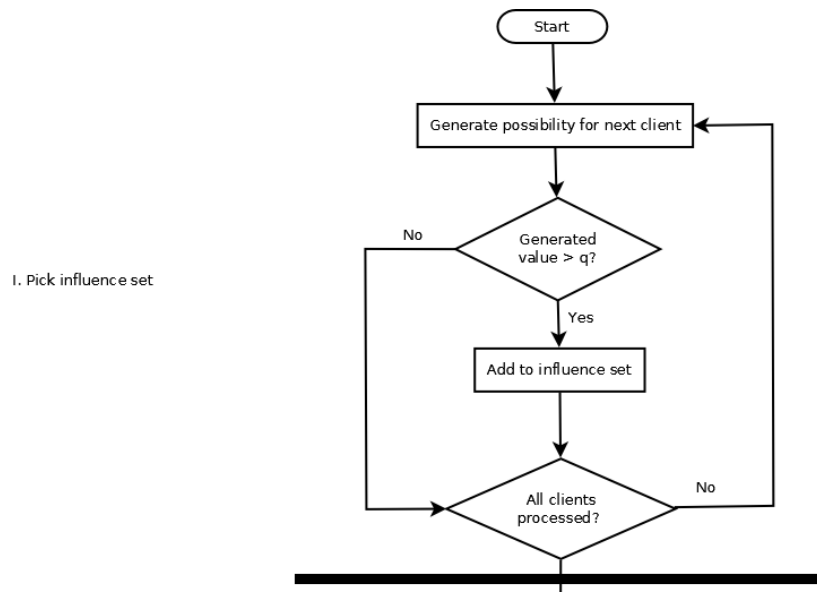 Start
Generate possibility for next client
No
Generated
value > q?
I. Pick influence set
Yes
Add to influence set
No
All clients
processed?